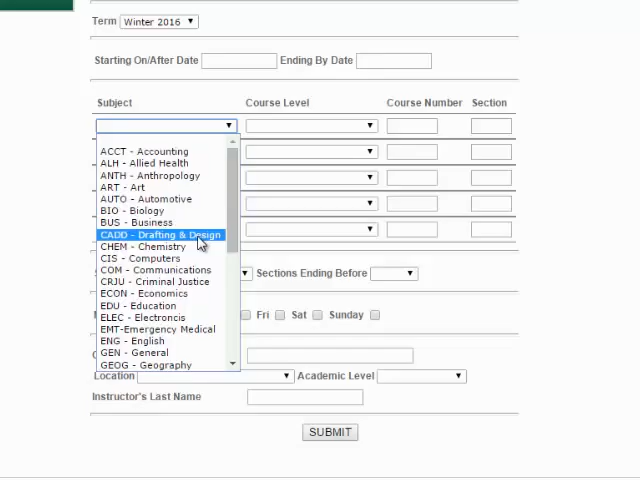 Term Winter 2016
Starting On/After Date Ending By Date
Subject Course Level Course Number Section
ACCT - Accounting
ALH - Allied Health
ANTH - Anthropology
ART - Art
AUTO - Automotive
BIO - Biology
BUS - Business
CADD - Drafting & Design
CHEM - Chemistry
CIS - Computers
COM - Communications
CRJU - Criminal Justice
ECON - Economics
EDU - Education
ELEC - Electroncis
EMT-Emergency Medical
ENG - English
GEN - General
GEOG - Geography
Sections Ending Before
Fri Sat Sunday
Location Academic Level
Instructor's Last Name
SUBMIT